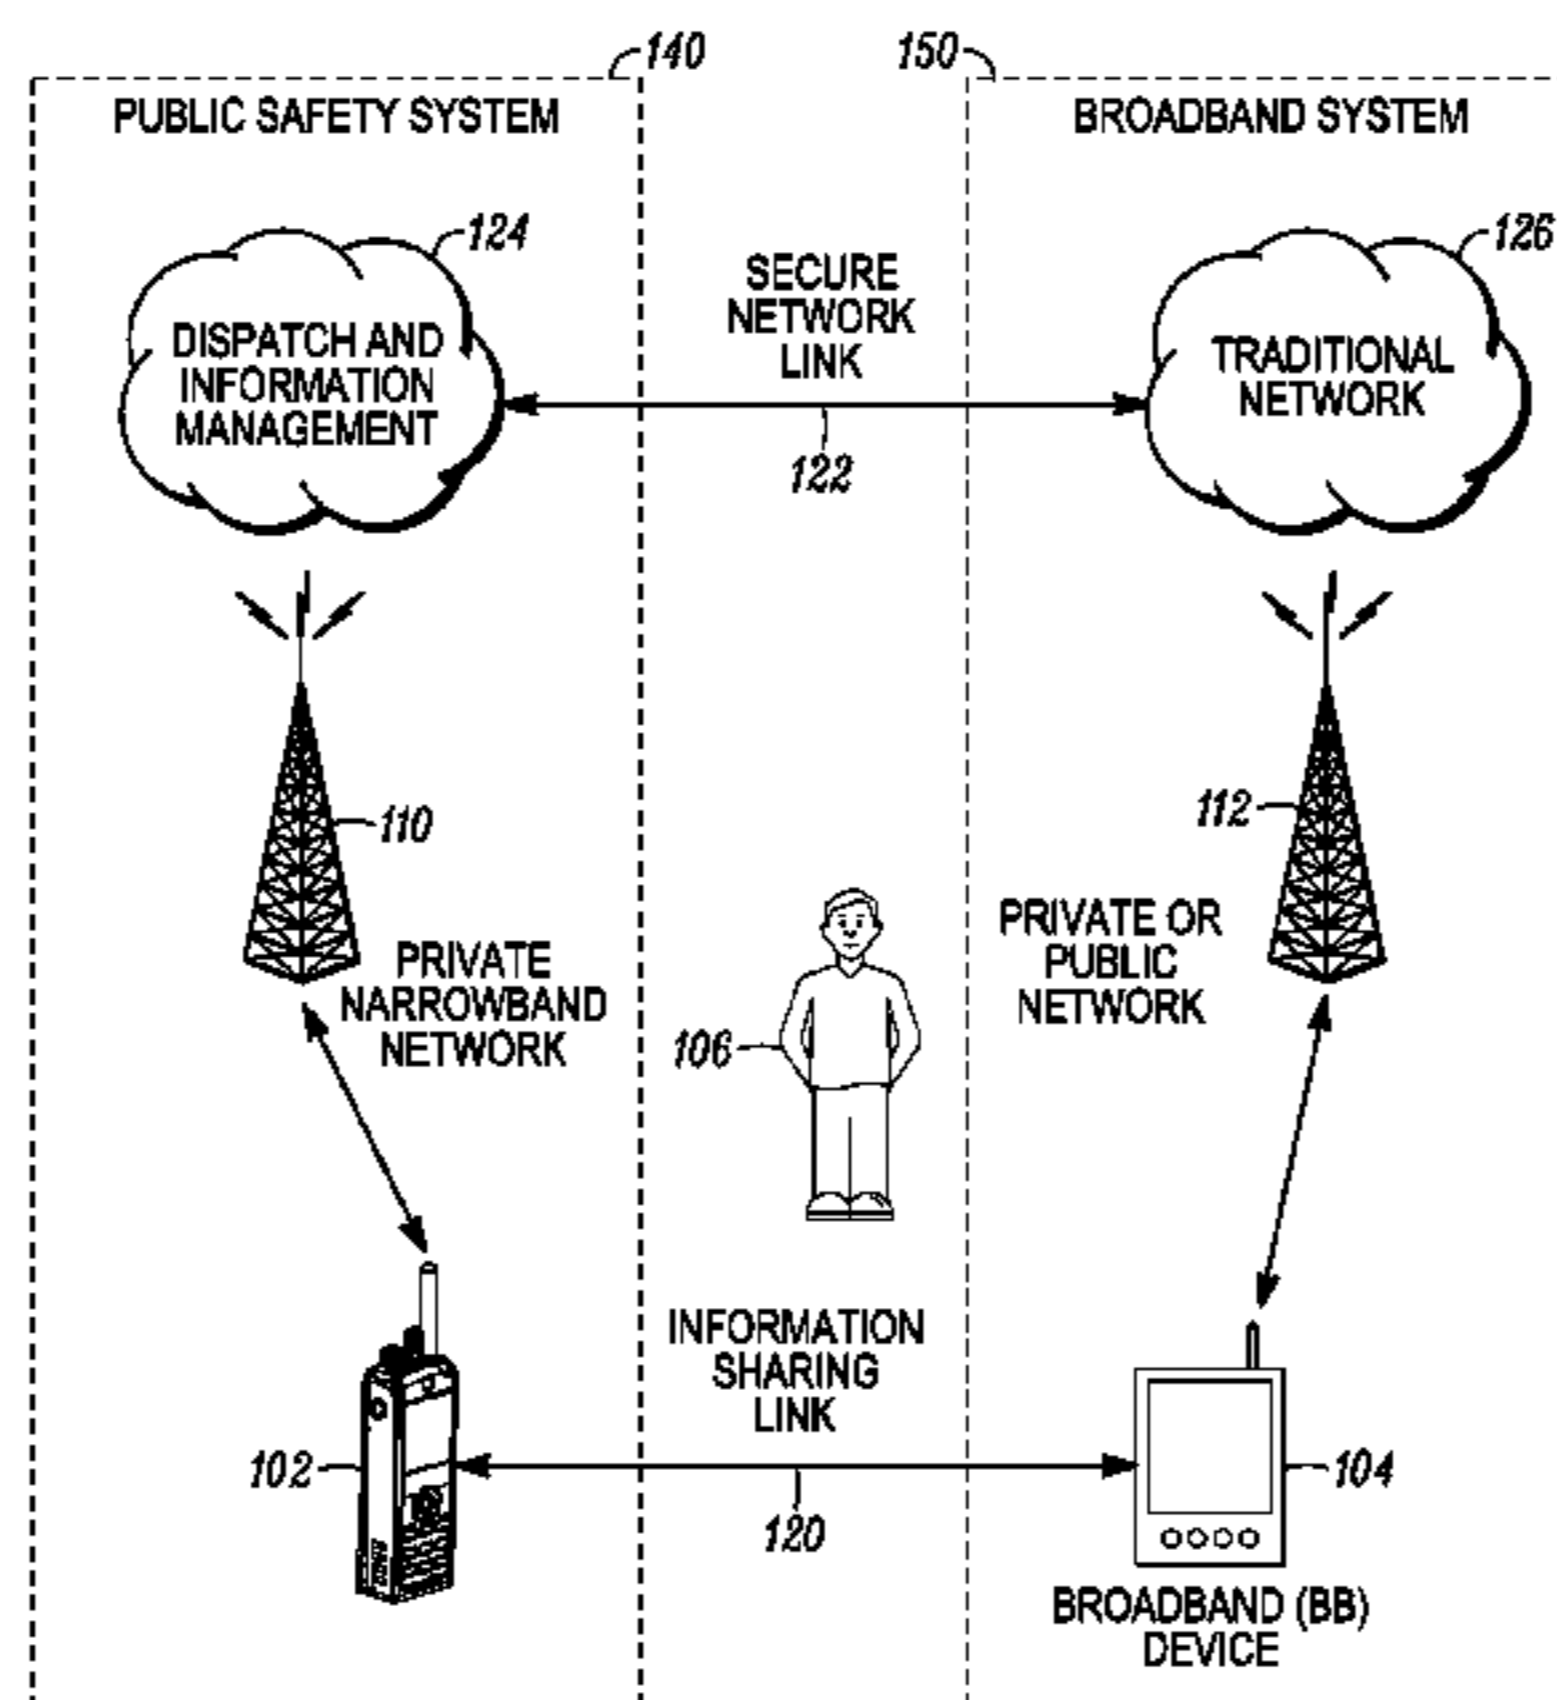 140
150
PUBLIC SAFETY SYSTEM
BROADBAND SYSTEM
124
126
SECURE
NETWORK
LINK
DISPATCH AND
INFORMATION
MANAGEMENT
TRADITIONAL
NETWORK
122
110
112
PRIVATE
NARROWBAND
NETWORK
PRIVATE OR
PUBLIC
NETWORK
106
INFORMATION
SHARING
LINK
102
104
120
BROADBAND (BB)
DEVICE